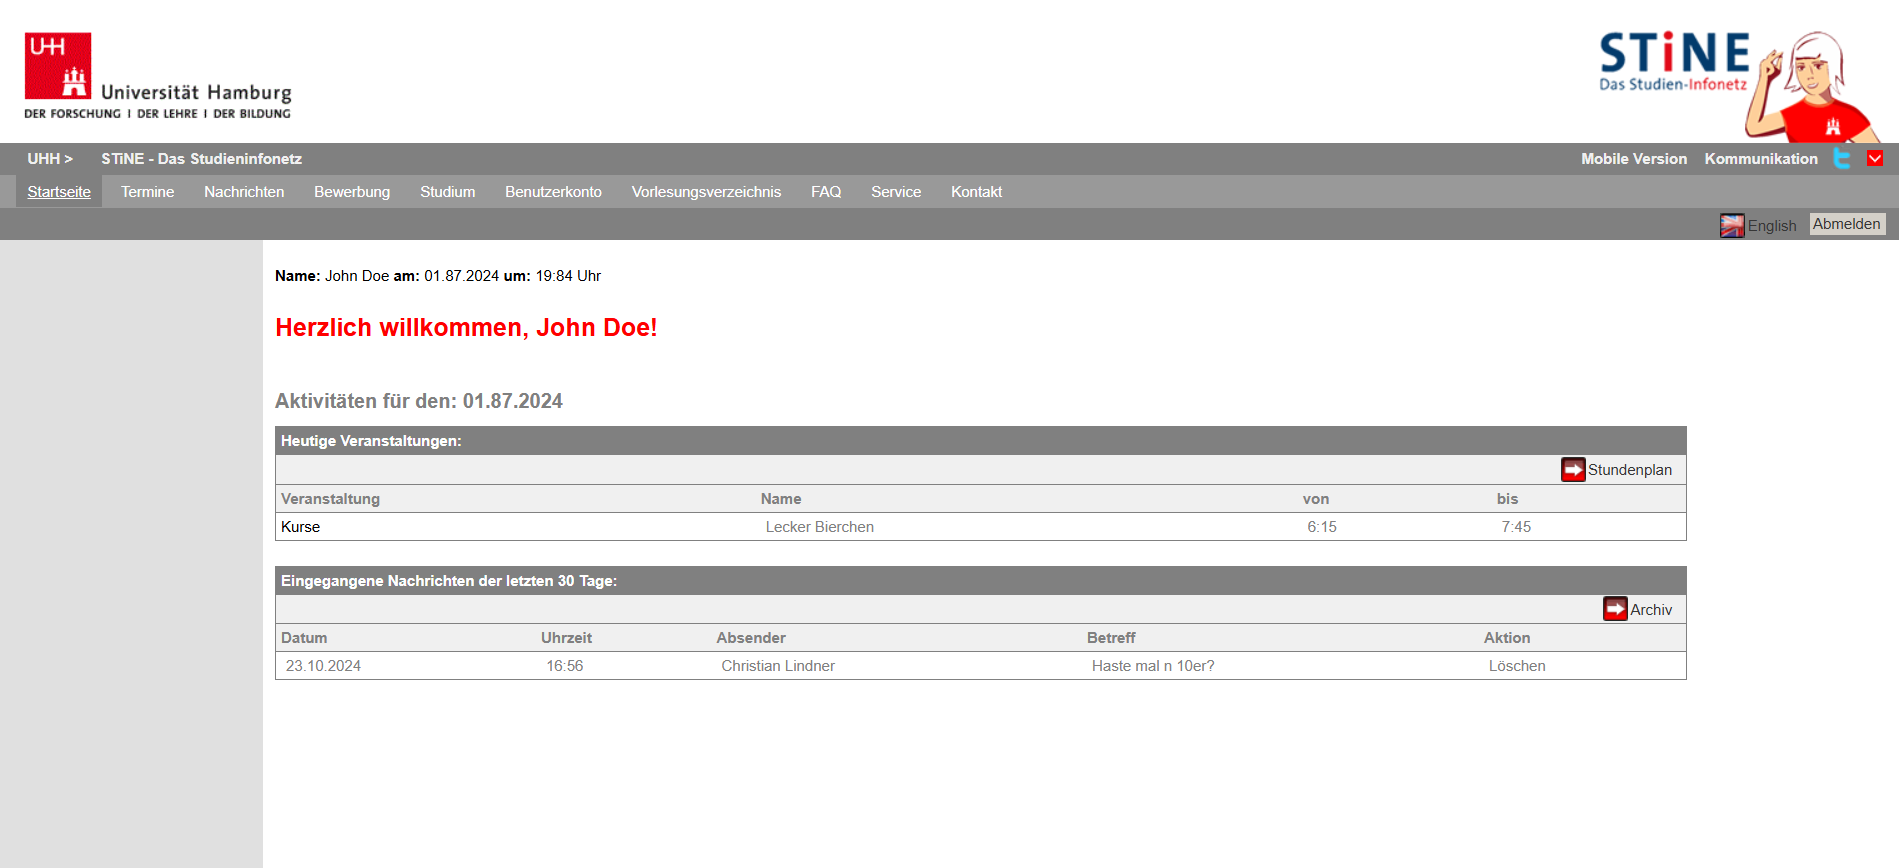 UHH
Universität Hamburg
DER FORSCHUNG I DER LEHRE I DER BILDUNG
STiNE
Das Studien-Infonetz
UHH > STiNE - Das Studieninfonetz Mobile Version Kommunikation
Startseite Termine Nachrichten Bewerbung Studium Benutzerkonto Vorlesungsverzeichnis FAQ Service Kontakt
English Abmelden
Name: John Doe am: 01.87.2024 um: 19:84 Uhr
Herzlich willkommen, John Doe!
Aktivitäten für den: 01.87.2024
Heutige Veranstaltungen:
Stundenplan
Veranstaltung Name von bis
Kurse Lecker Bierchen 6:15 7:45
Eingegangene Nachrichten der letzten 30 Tage:
Archiv
Datum Uhrzeit Absender Betreff Aktion
23.10.2024 16:56 Christian Lindner Haste mal n 10er? Löschen